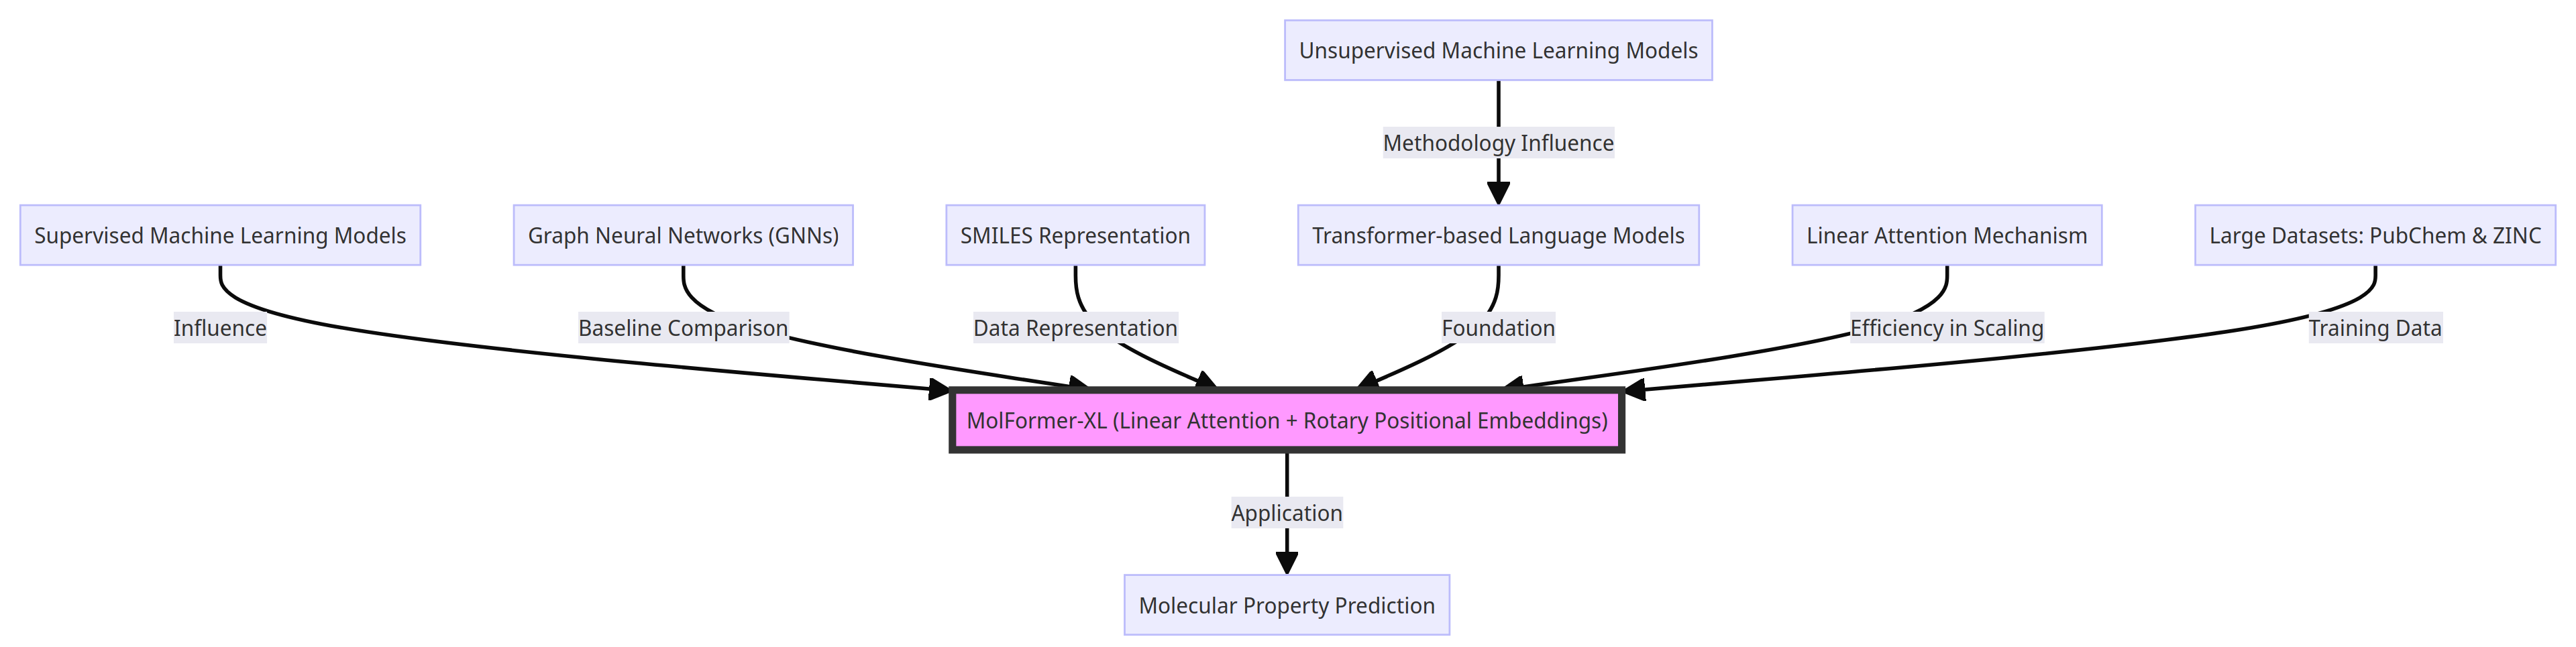 Unsupervised Machine Learning Models
Methodology Influence
Supervised Machine Learning Models
Graph Neural Networks (GNNs)
SMILES Representation
Transformer-based Language Models
Linear Attention Mechanism
Large Datasets: PubChem & ZINC
Influence
Baseline Comparison
Data Representation
Foundation
Efficiency in Scaling
Training Data
MolFormer-XL (Linear Attention + Rotary Positional Embeddings)
Application
Molecular Property Prediction